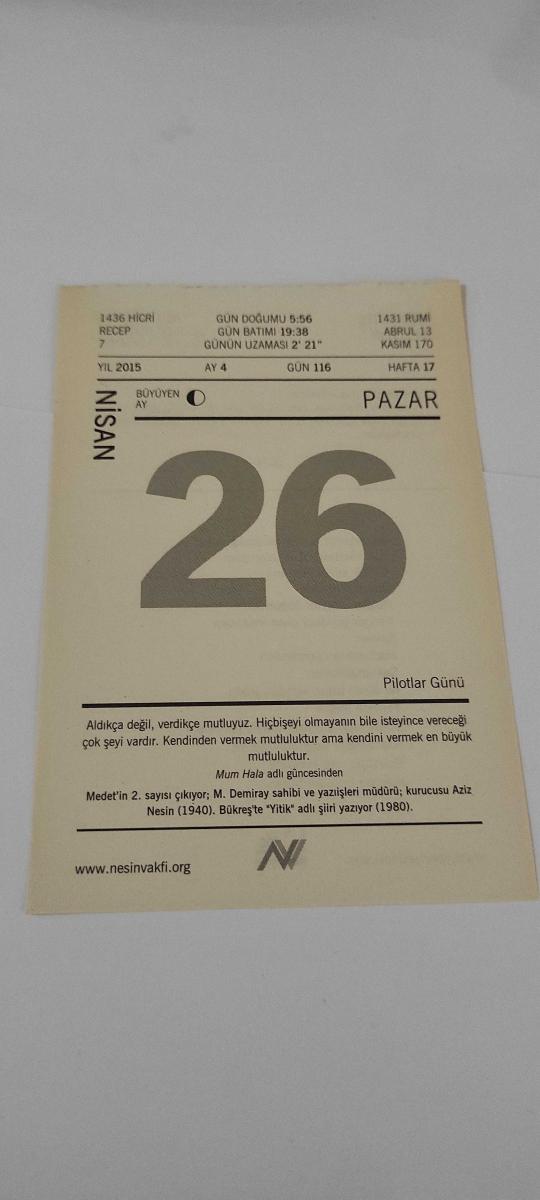 1436 HİCRİ GÜN DOĞUMU 5:56 1431 RUMİ
RECEP GÜN BATIMI 19:38 ABRUL 13
7 GÜNÜN UZAMASI 2' 21" KASIM 170
YIL 2015 AY 4 GÜN 116 HAFTA 17
NİSAN
BÜYÜYEN
AY
PAZAR
26
Pilotlar Günü
Aldıkça değil, verdikçe mutluyuz. Hiçbişeyi olmayanın bile isteyince vereceği
çok şeyi vardır. Kendinden vermek mutluluktur ama kendini vermek en büyük
mutluluktur.
Mum Hala adlı güncesinden
Medet'in 2. sayısı çıkıyor; M. Demiray sahibi ve yazıişleri müdürü; kurucusu Aziz
Nesin (1940). Bükreş'te "Yitik" adlı şiiri yazıyor (1980).
www.nesinvakfi.org